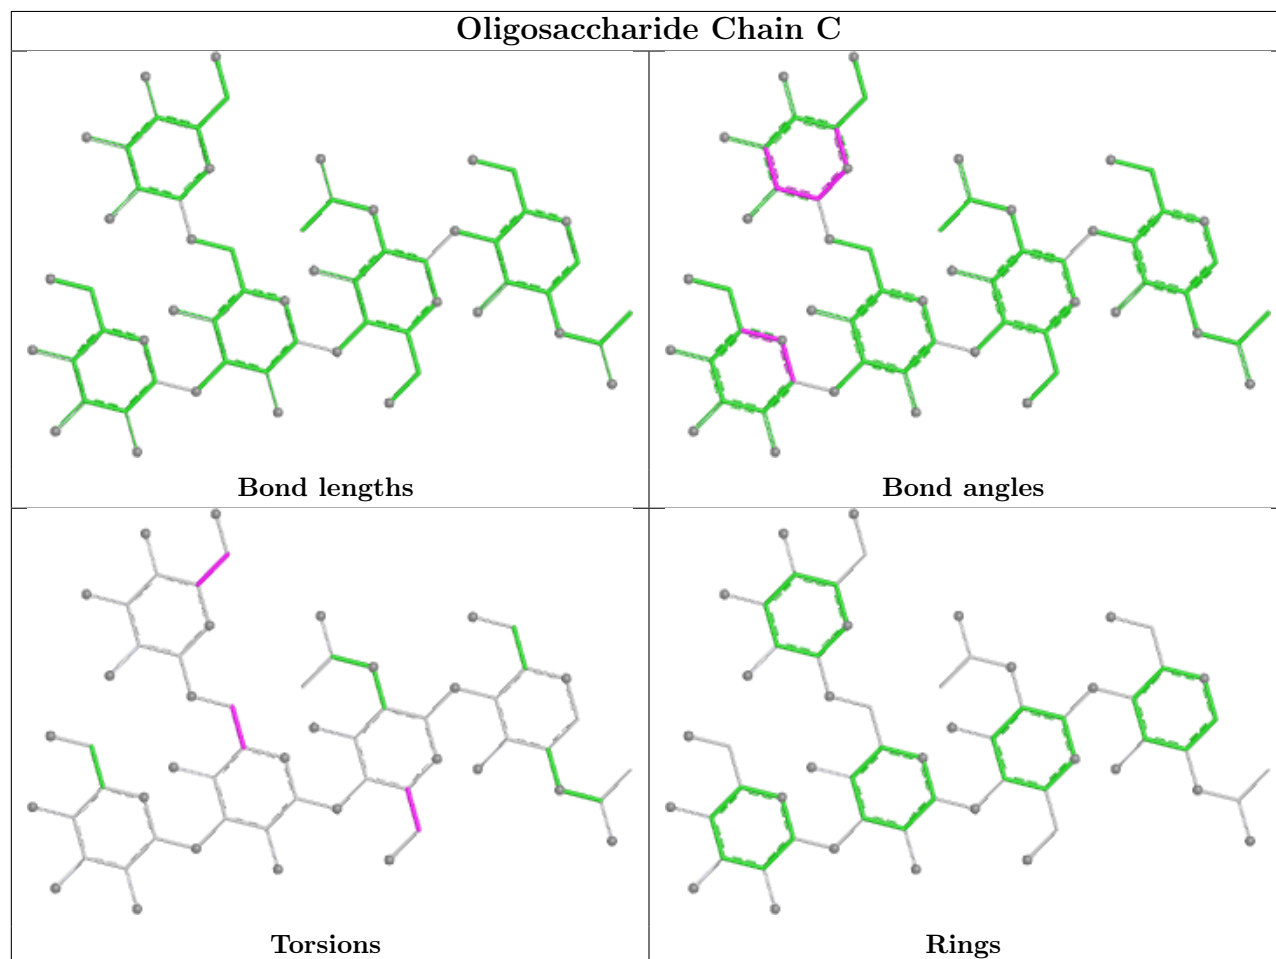 Oligosaccharide Chain C
Bond lengths
Bond angles
Torsions
Rings